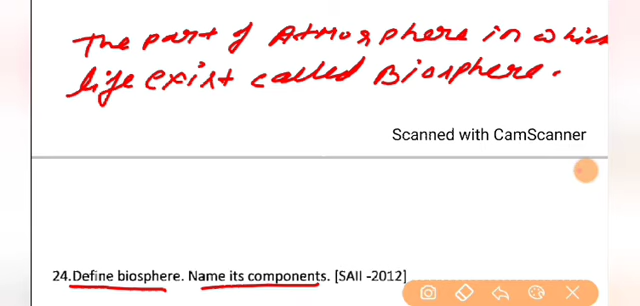 The part of Atmosphere in which
life exist called Biosphere.
Scanned with CamScanner
24.Define biosphere. Name its components. [SAII -2012]